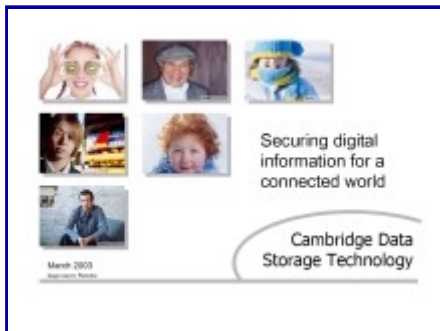 Securing digital
information for a
connected world
Cambridge Data
Storage Technology
March 2003